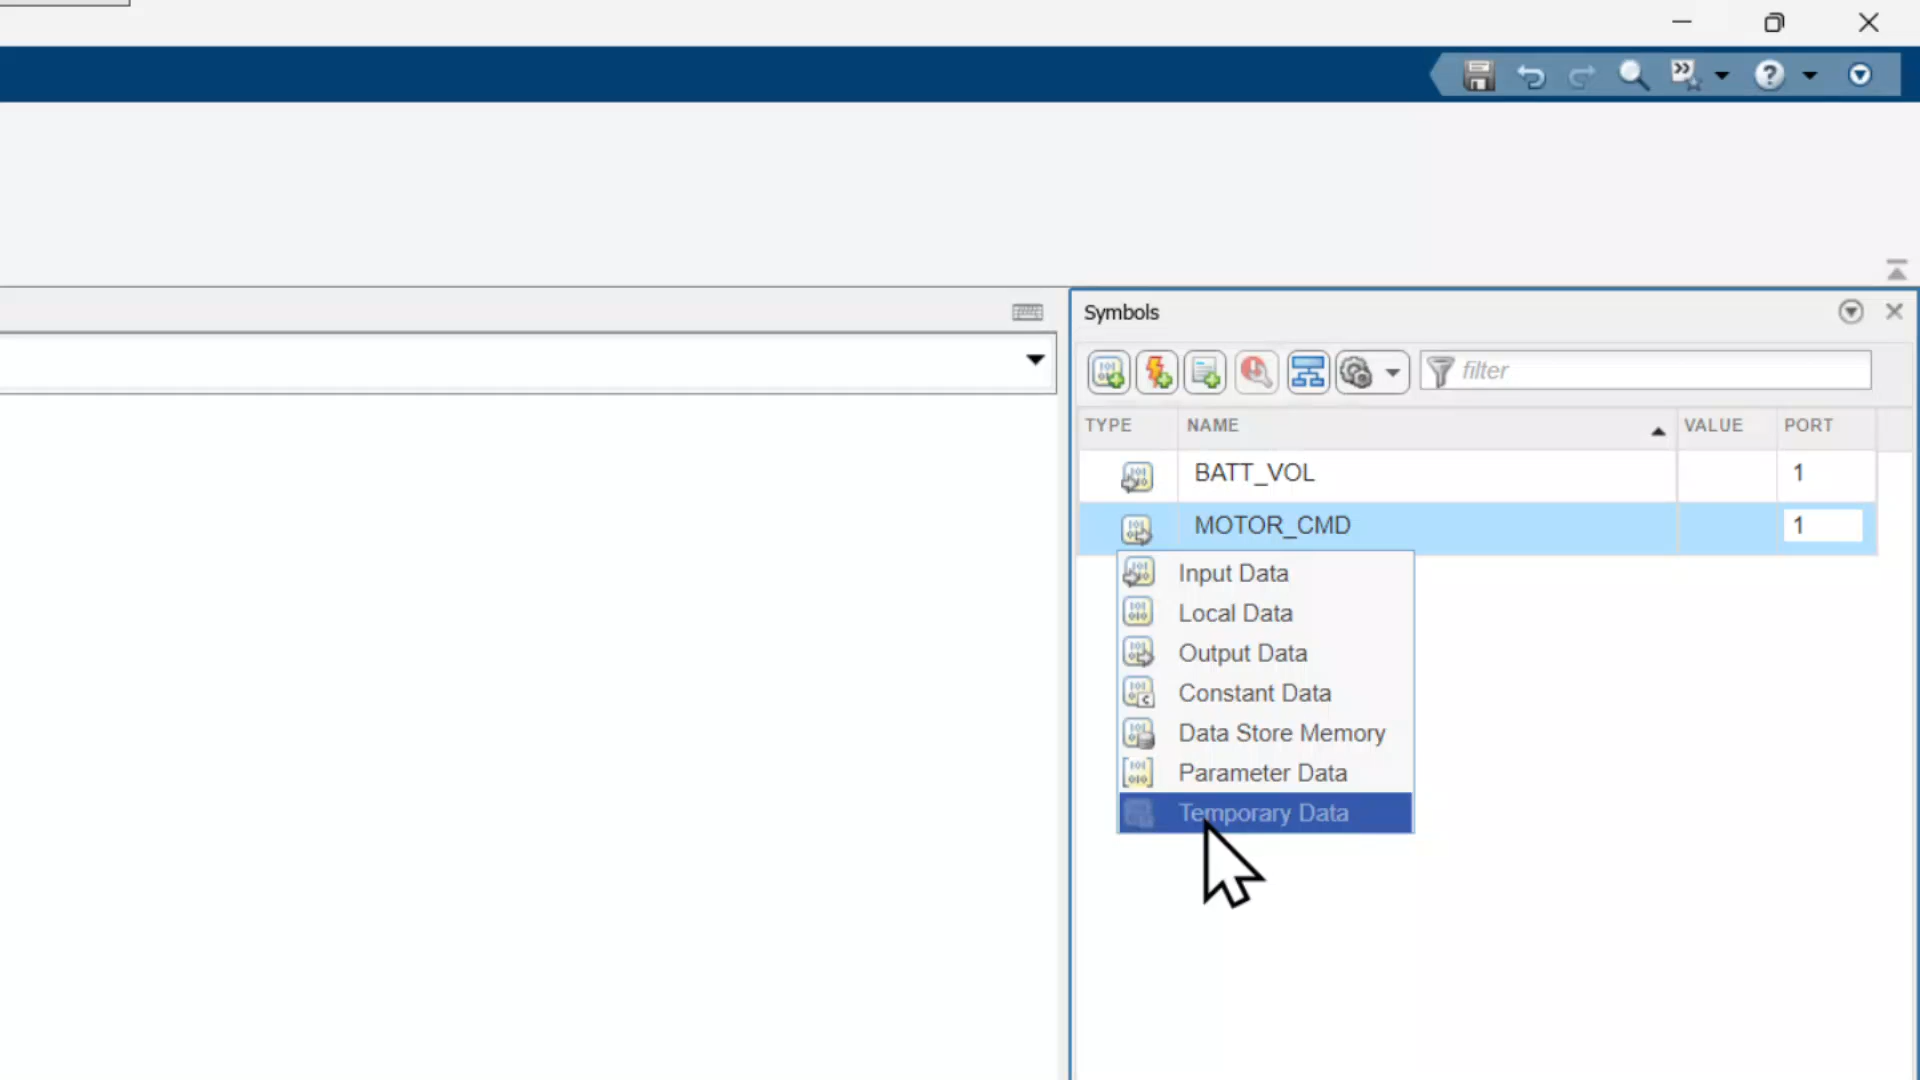 Symbols
filter
TYPE NAME VALUE PORT
BATT_VOL 1
MOTOR_CMD 1
Input Data
Local Data
Output Data
Constant Data
Data Store Memory
Parameter Data
Temporary Data